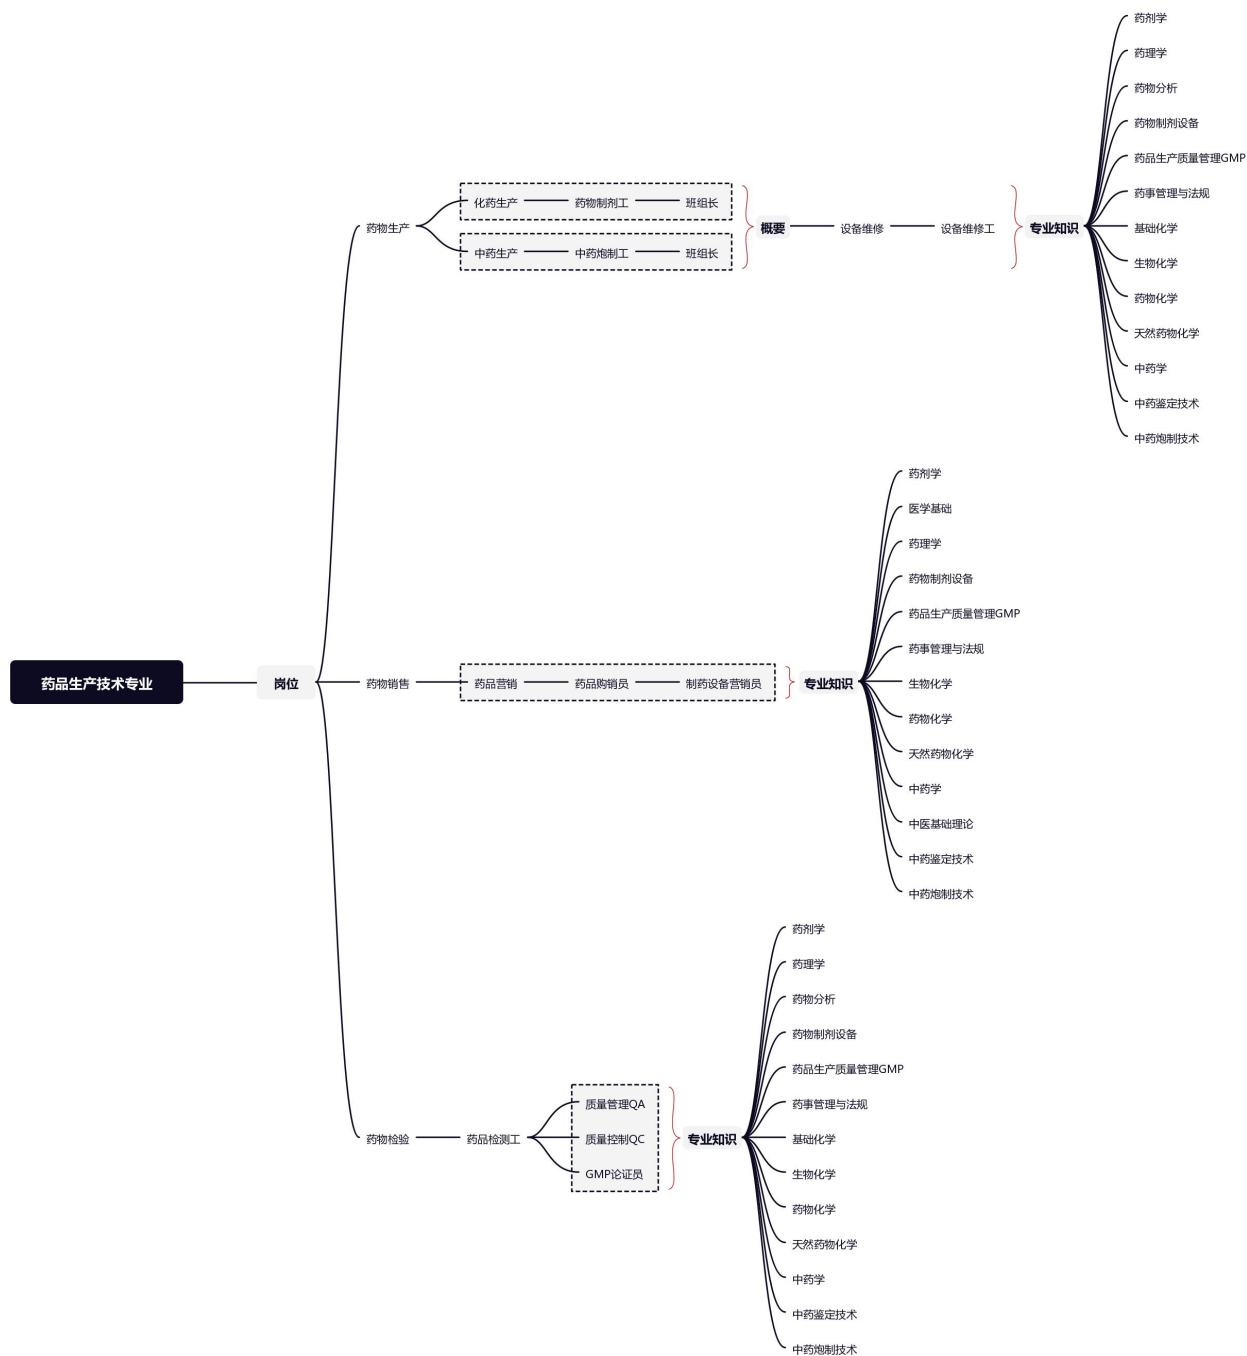 药品生产技术专业
岗位
药物生产
化药生产
药物制剂工
班组长
中药生产
中药炮制工
班组长
概要
设备维修
设备维修工
专业知识
药剂学
药理学
药物分析
药物制剂设备
药品生产质量管理GMP
药事管理与法规
基础化学
生物化学
药物化学
天然药物化学
中药学
中药鉴定技术
中药炮制技术
药物销售
药品营销
药品购销员
制药设备营销员
专业知识
药剂学
医学基础
药理学
药物制剂设备
药品生产质量管理GMP
药事管理与法规
生物化学
药物化学
天然药物化学
中药学
中医基础理论
中药鉴定技术
中药炮制技术
药物检验
药品检测工
质量管理QA
质量控制QC
GMP论证员
专业知识
药剂学
药理学
药物分析
药物制剂设备
药品生产质量管理GMP
药事管理与法规
基础化学
生物化学
药物化学
天然药物化学
中药学
中药鉴定技术
中药炮制技术